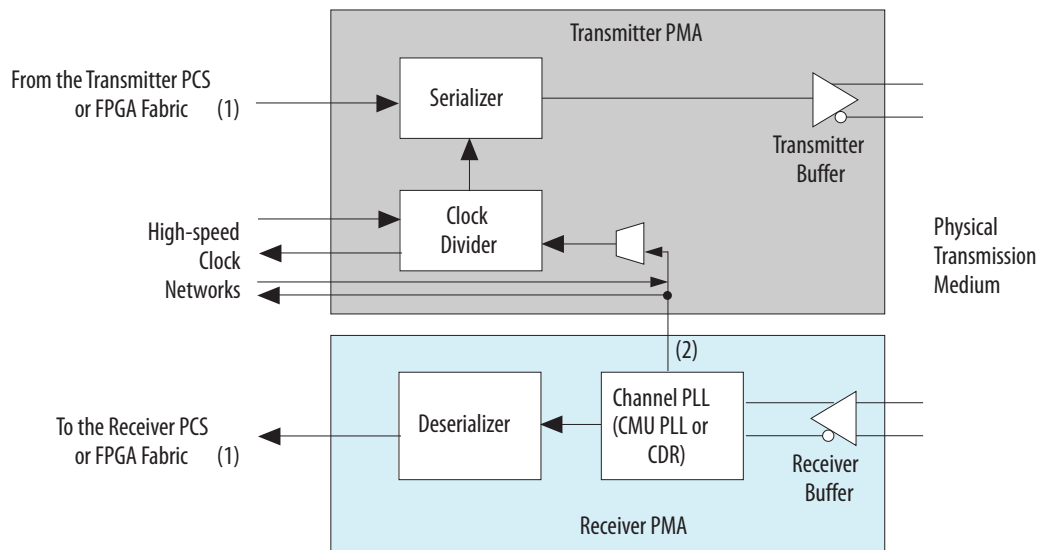 Transmitter PMA
From the Transmitter PCS
or FPGA Fabric (1)
Serializer
Transmitter
Buffer
High-speed
Clock
Networks
Clock
Divider
Physical
Transmission
Medium
(2)
To the Receiver PCS
or FPGA Fabric (1)
Deserializer
Channel PLL
(CMU PLL or
CDR)
Receiver
Buffer
Receiver PMA